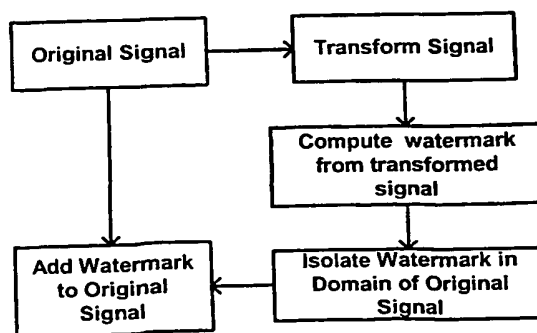 Original Signal
Transform Signal
Compute watermark
from transformed
signal
Add Watermark
to Original
Signal
Isolate Watermark in
Domain of Original
Signal